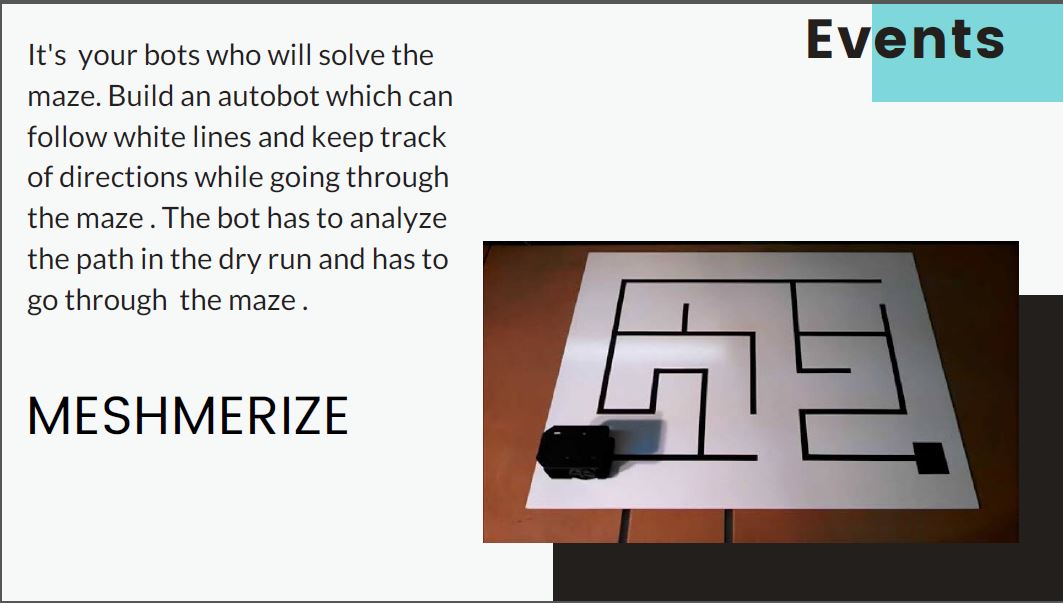 Events
It's your bots who will solve the
maze. Build an autobot which can
follow white lines and keep track
of directions while going through
the maze . The bot has to analyze
the path in the dry run and has to
go through the maze .
MESHMERIZE